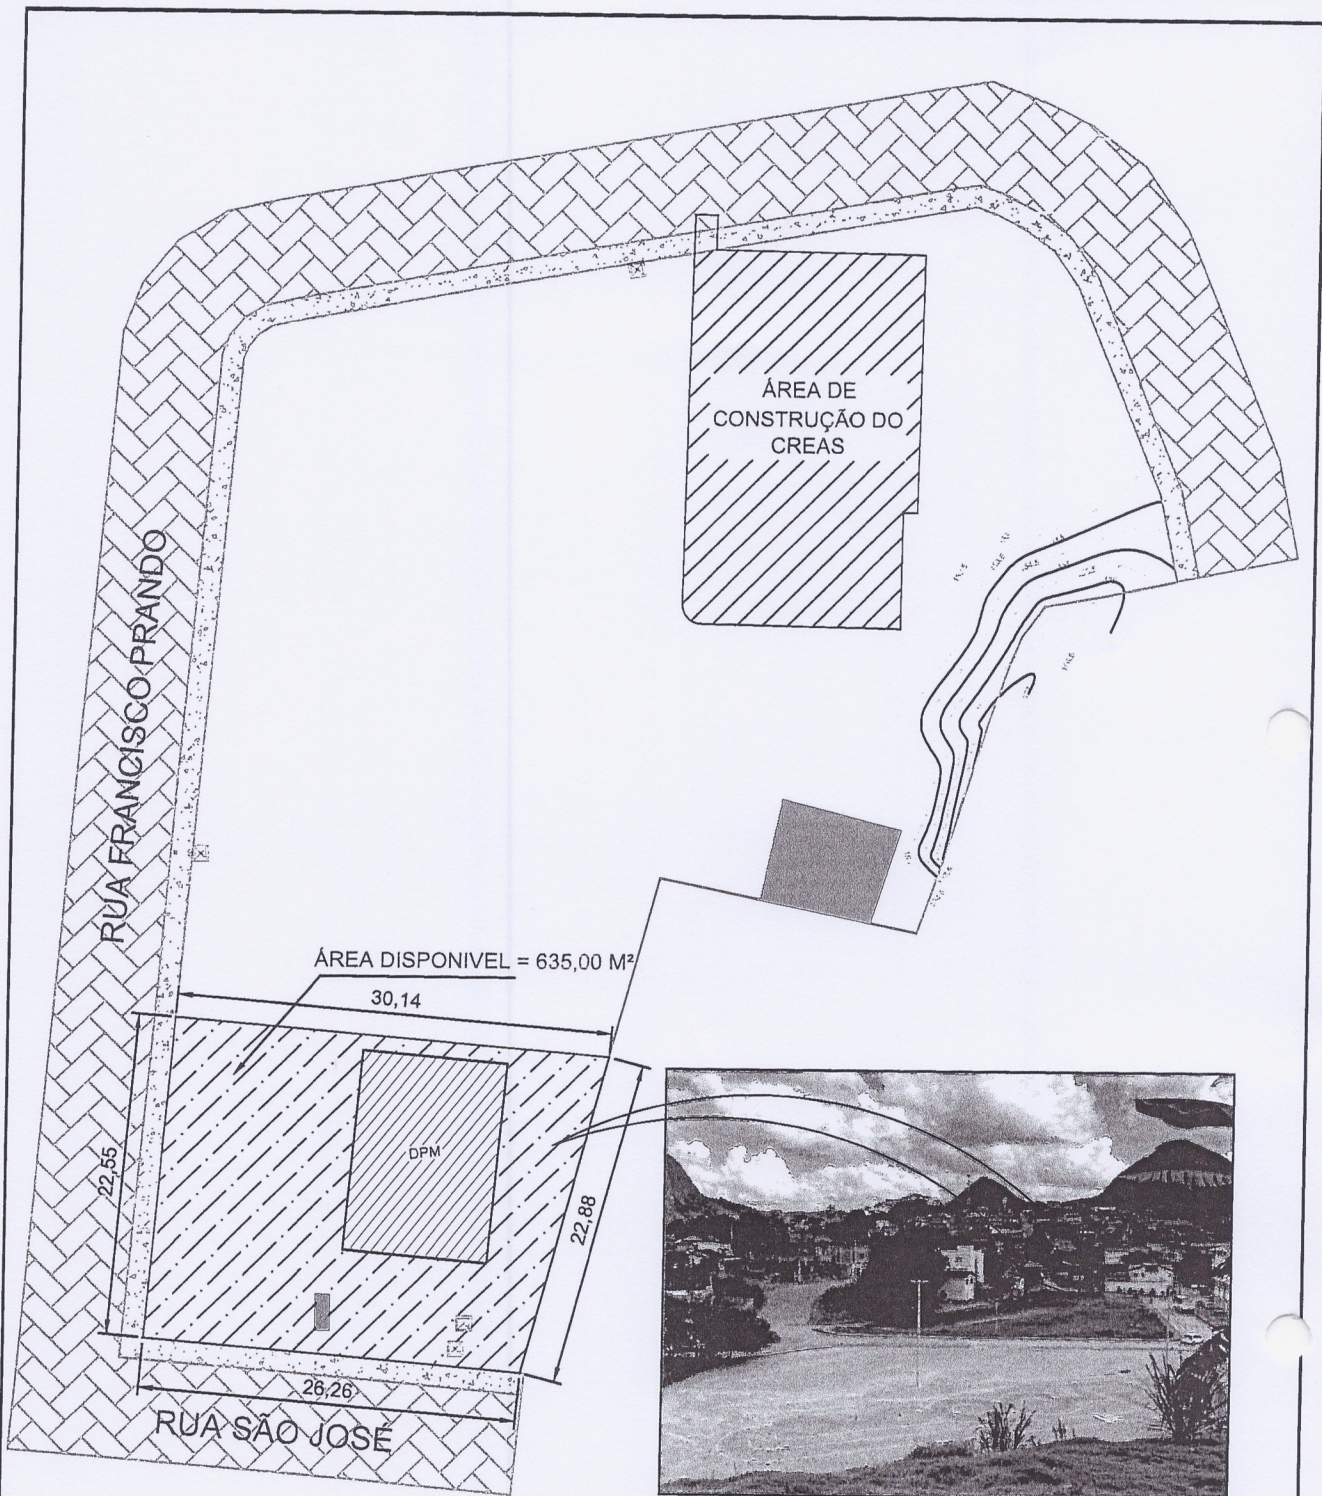 ÁREA DE
CONSTRUÇÃO DO
CREAS
RUA FRANCISCO PRANDO
ÁREA DISPONIVEL = 635,00 M²
30,14
DPM
22,55
22,88
26,26
RUA SÃO JOSÉ